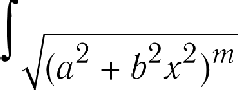 ∫√(a² + b²x²)ᵐ